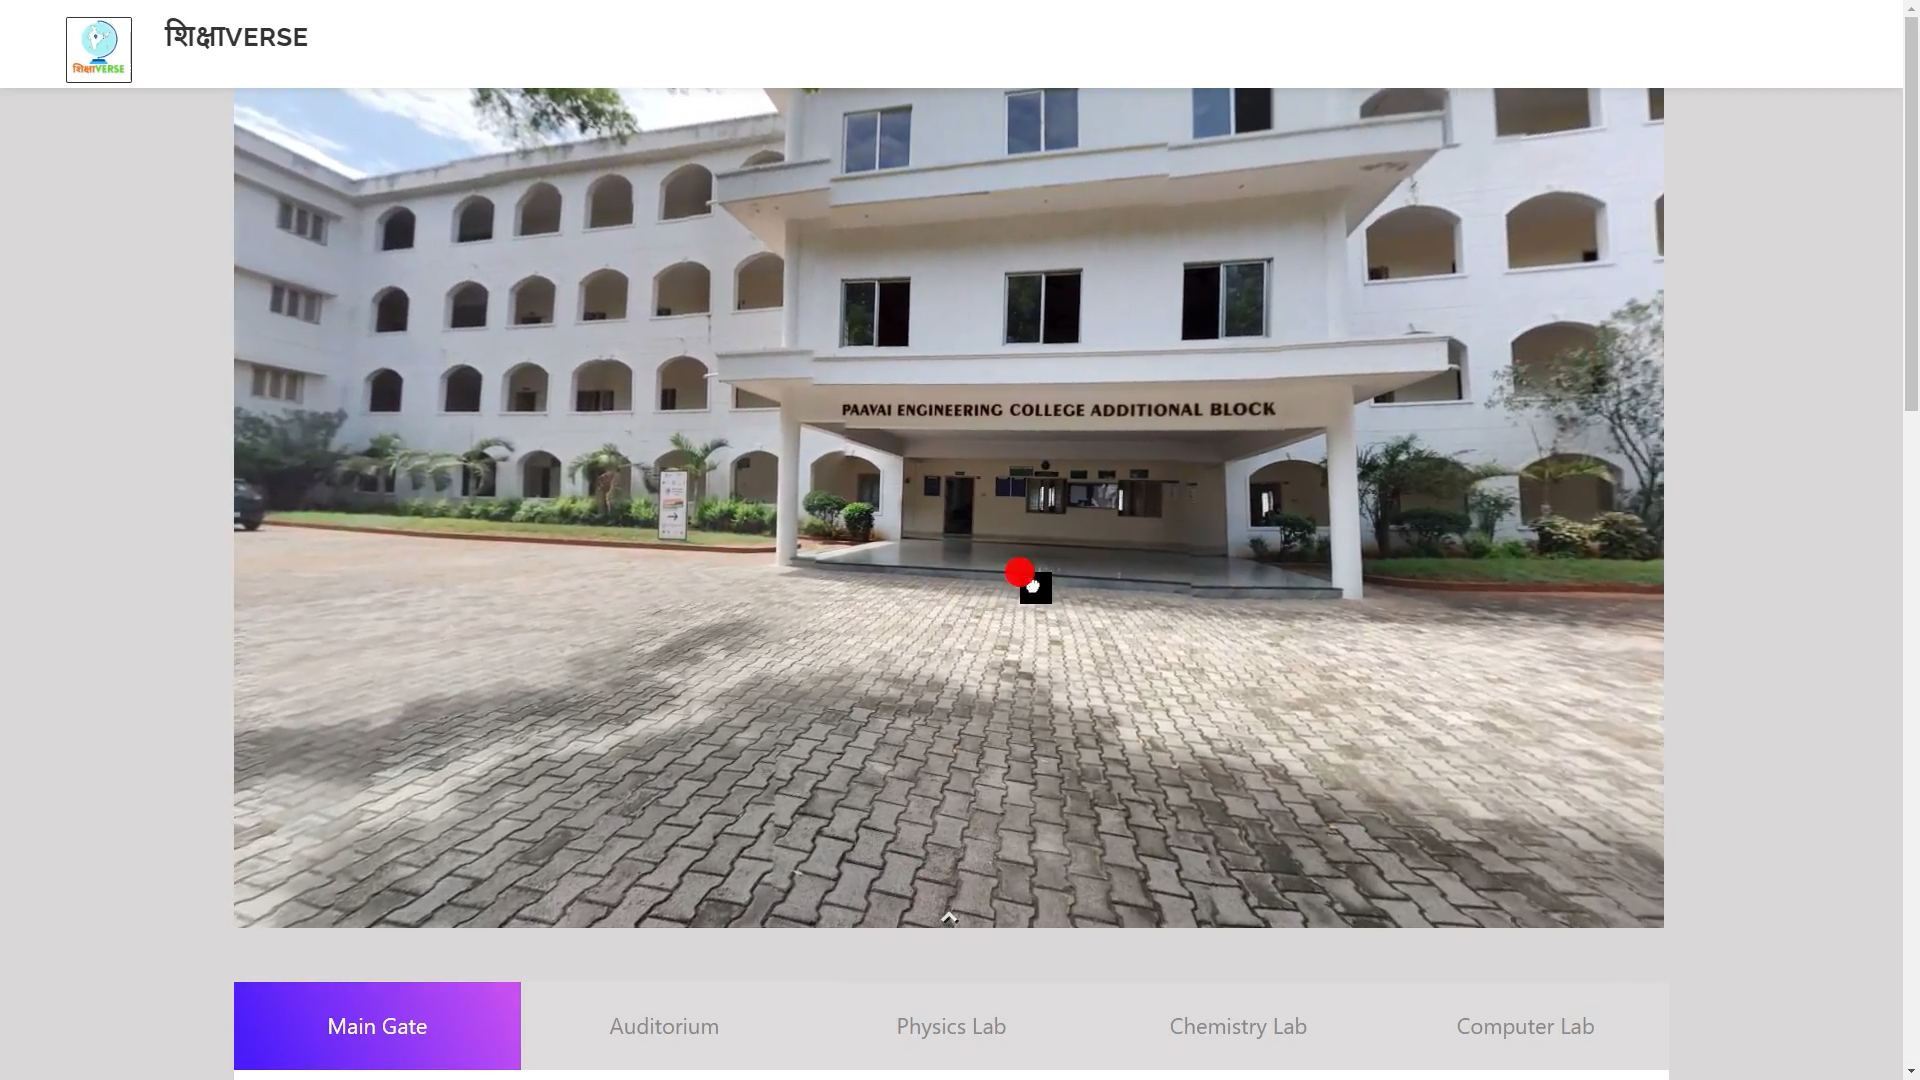 शिक्षाVERSE
शिक्षाVERSE
PAAVAI ENGINEERING COLLEGE ADDITIONAL BLOCK
Main Gate
Auditorium
Physics Lab
Chemistry Lab
Computer Lab